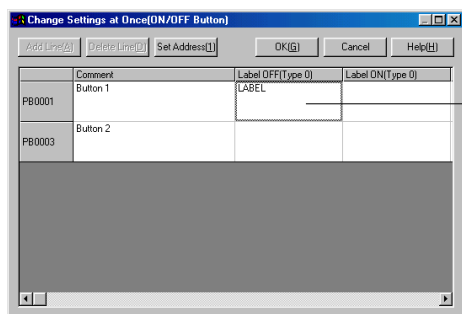 Change Settings at Once(ON/OFF Button)
Add Line(A) Delete Line(D) Set Address(1) OK(G) Cancel Help(H)
Comment Label OFF(Type 0) Label ON(Type 0)
PB0001 Button 1 LABEL
PB0003 Button 2